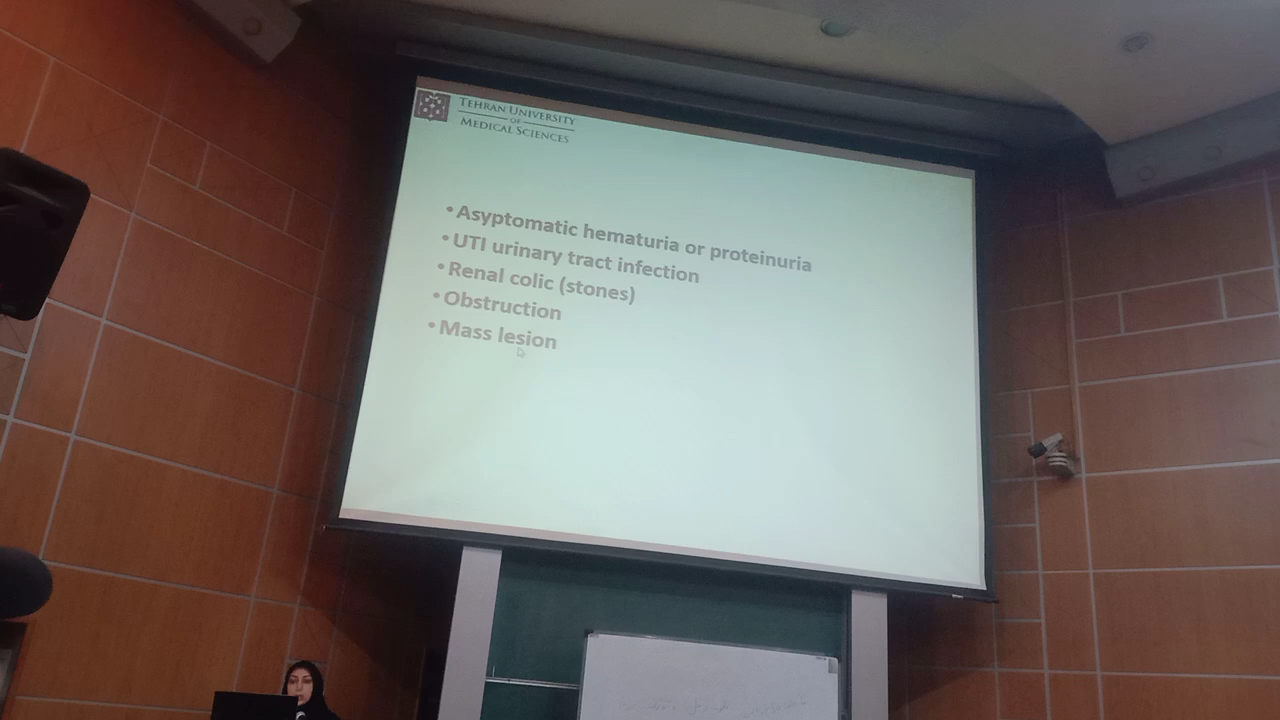 TEHRAN UNIVERSITY
OF
MEDICAL SCIENCES
•Asyptomatic hematuria or proteinuria
•UTI urinary tract infection
•Renal colic (stones)
•Obstruction
•Mass lesion